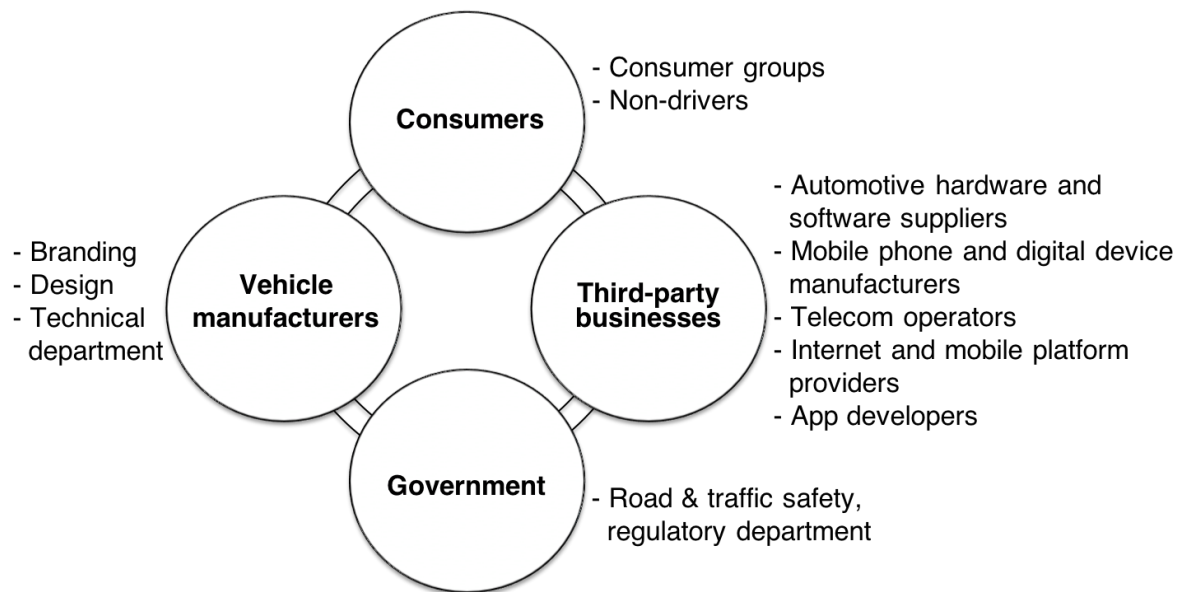 Consumers
- Consumer groups
- Non-drivers
Vehicle
manufacturers
- Branding
- Design
- Technical
department
Third-party
businesses
- Automotive hardware and
software suppliers
- Mobile phone and digital device
manufacturers
- Telecom operators
- Internet and mobile platform
providers
- App developers
Government
- Road & traffic safety,
regulatory department